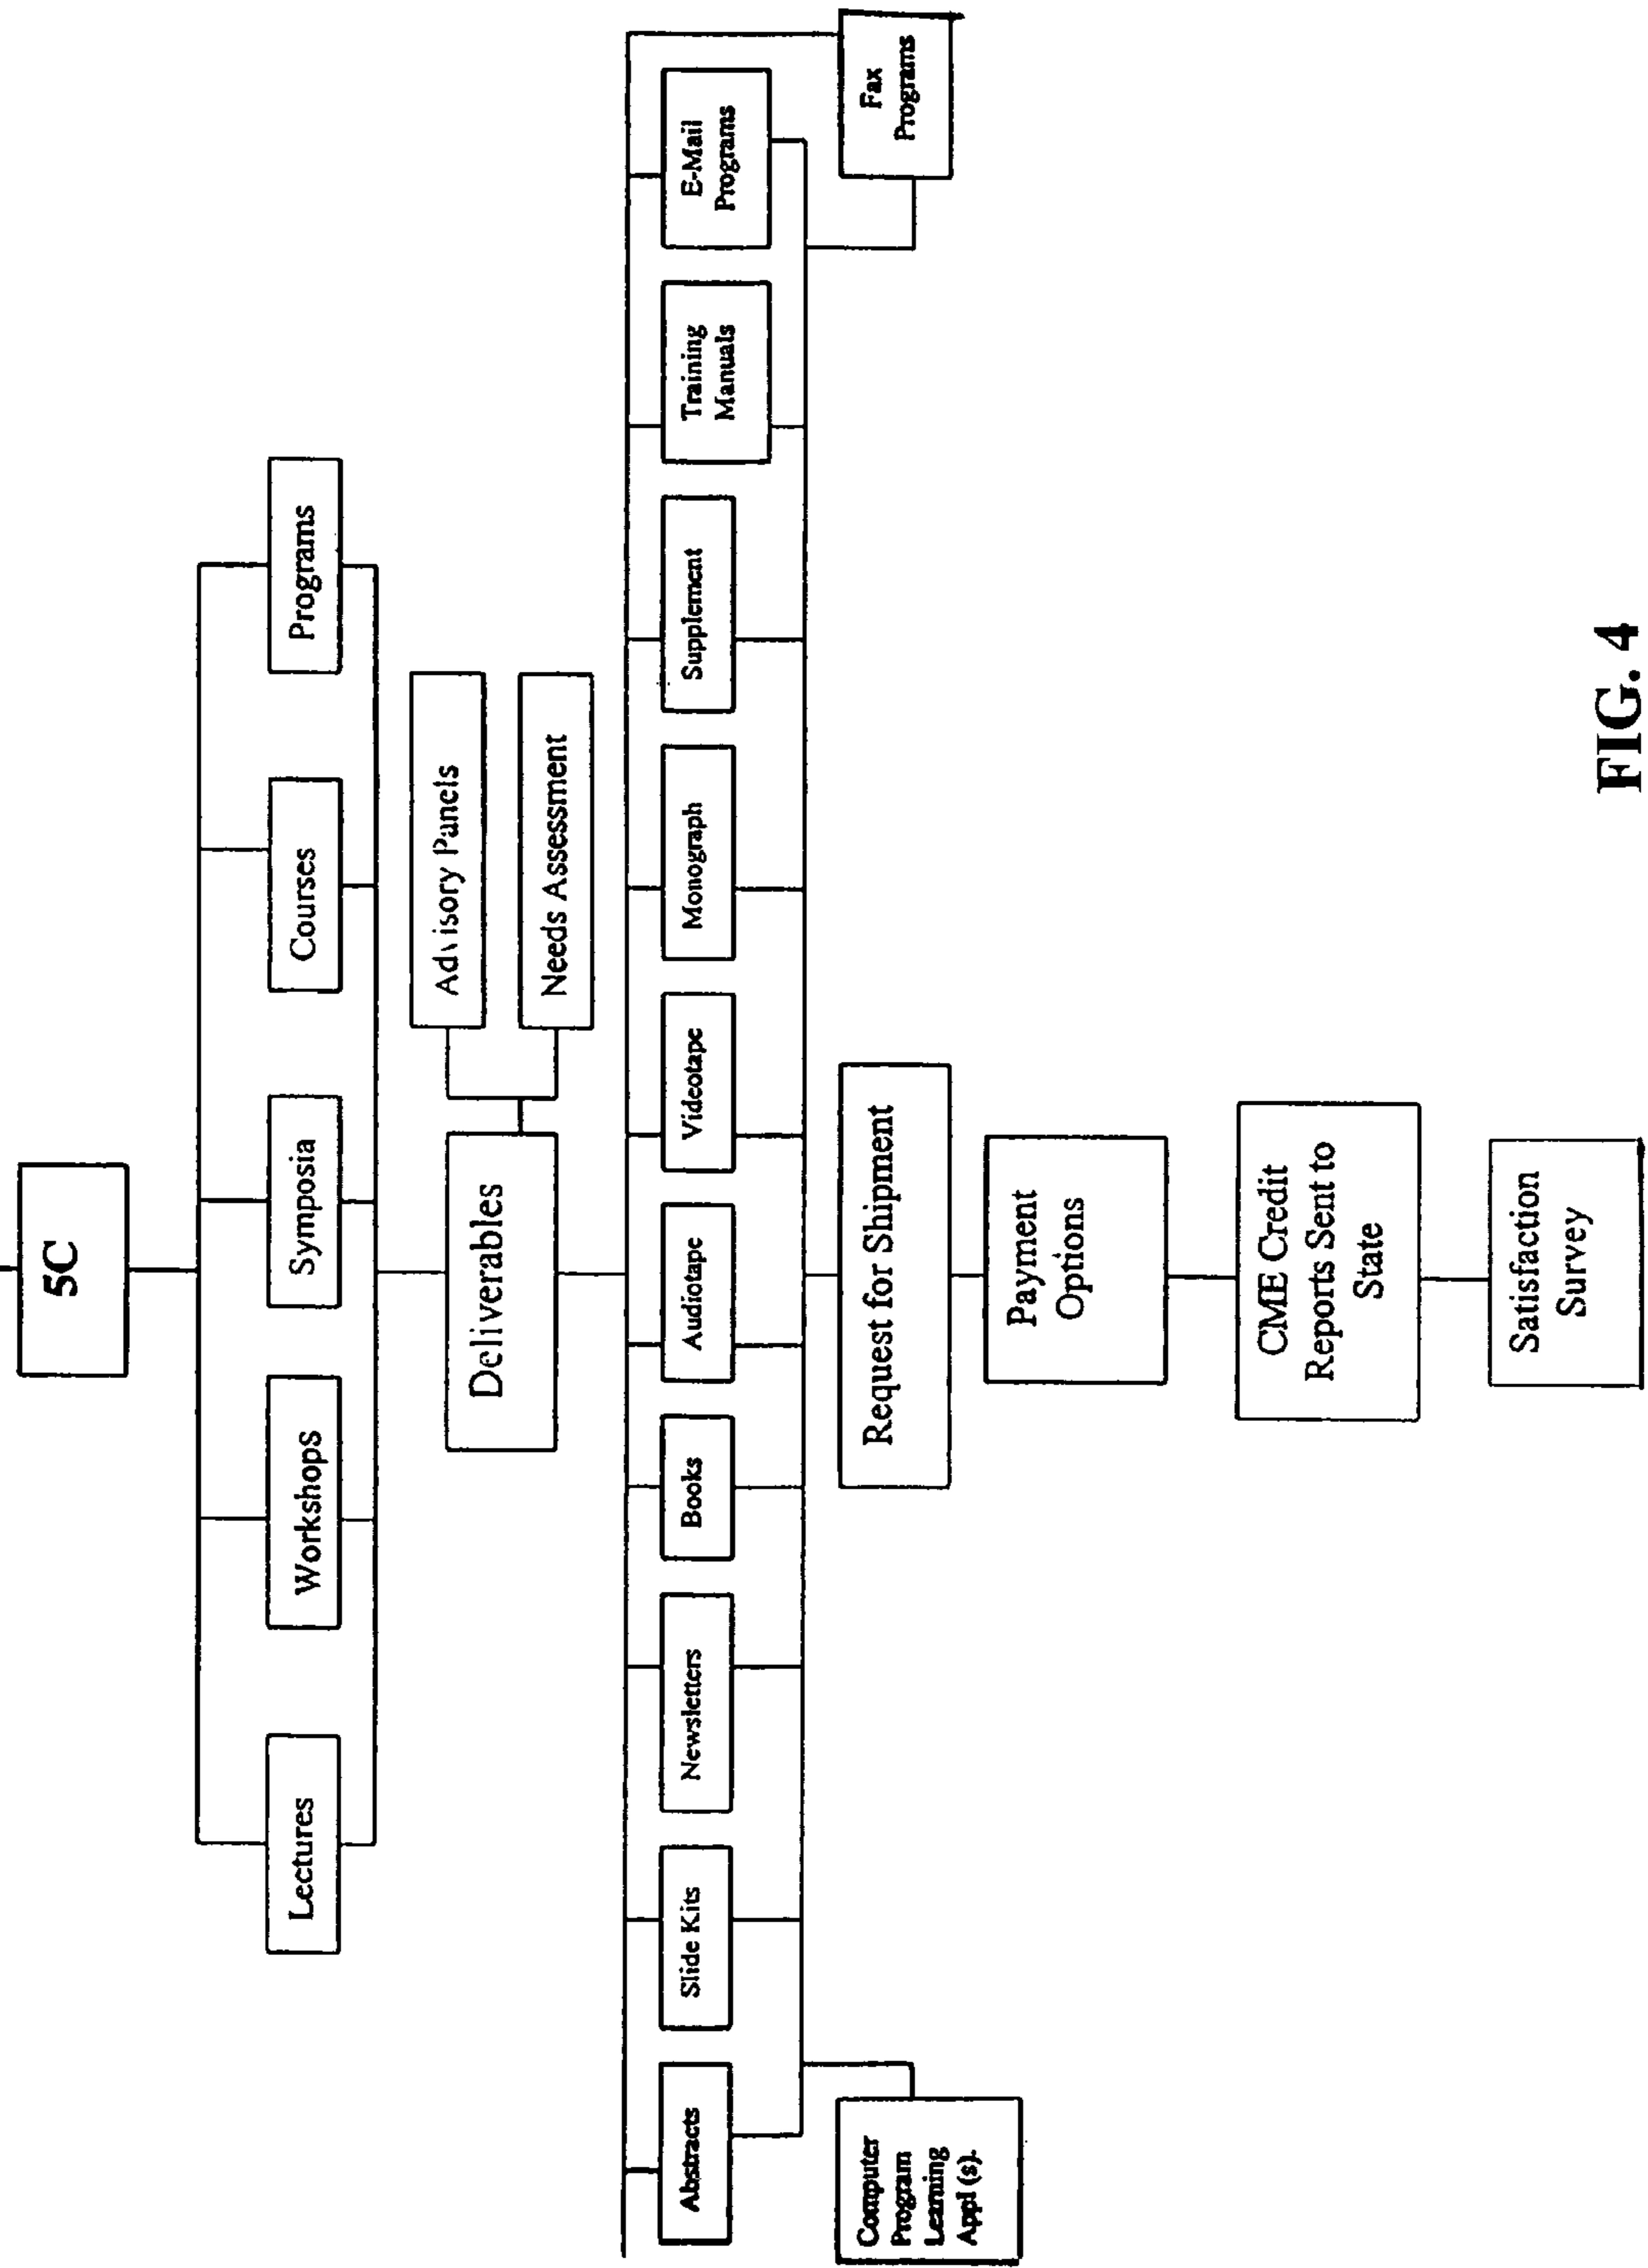 5C
Lectures
Workshops
Symposia
Courses
Programs
Deliverables
Advisory Panels
Needs Assessment
Abstracts
Slide Kits
Newsletters
Books
Audiotape
Videotape
Monograph
Supplement
Training
Manuals
E-Mail
Programs
Computer
Program
Learning
Appl (s).
Fax
Programs
Request for Shipment
Payment
Options
CME Credit
Reports Sent to
State
Satisfaction
Survey
FIG. 4